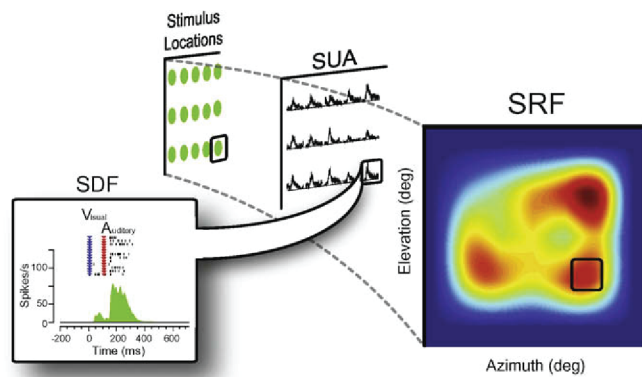 Stimulus
Locations
SUA
SRF
SDF
Visual
Auditory
Spikes/s
100
50
0
-200 0 200 400 600
Time (ms)
Elevation (deg)
Azimuth (deg)